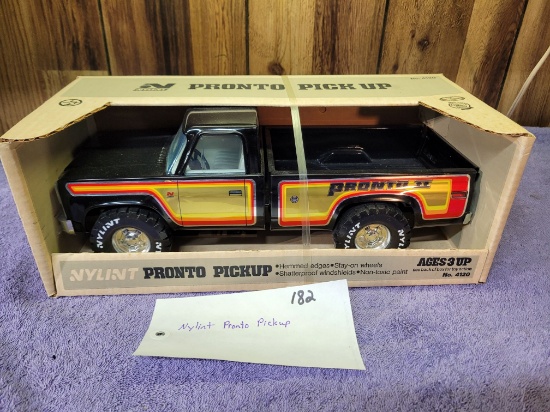 NYLINT PRONTO PICK UP
PRONTO II
NYLINT NYLINT
NYLINT PRONTO PICKUP
•Hemmed edges •Stay-on wheels
•Shatterproof windshields •Non-toxic paint
AGES 3 UP
No. 4120
182
Nylint Pronto Pickup